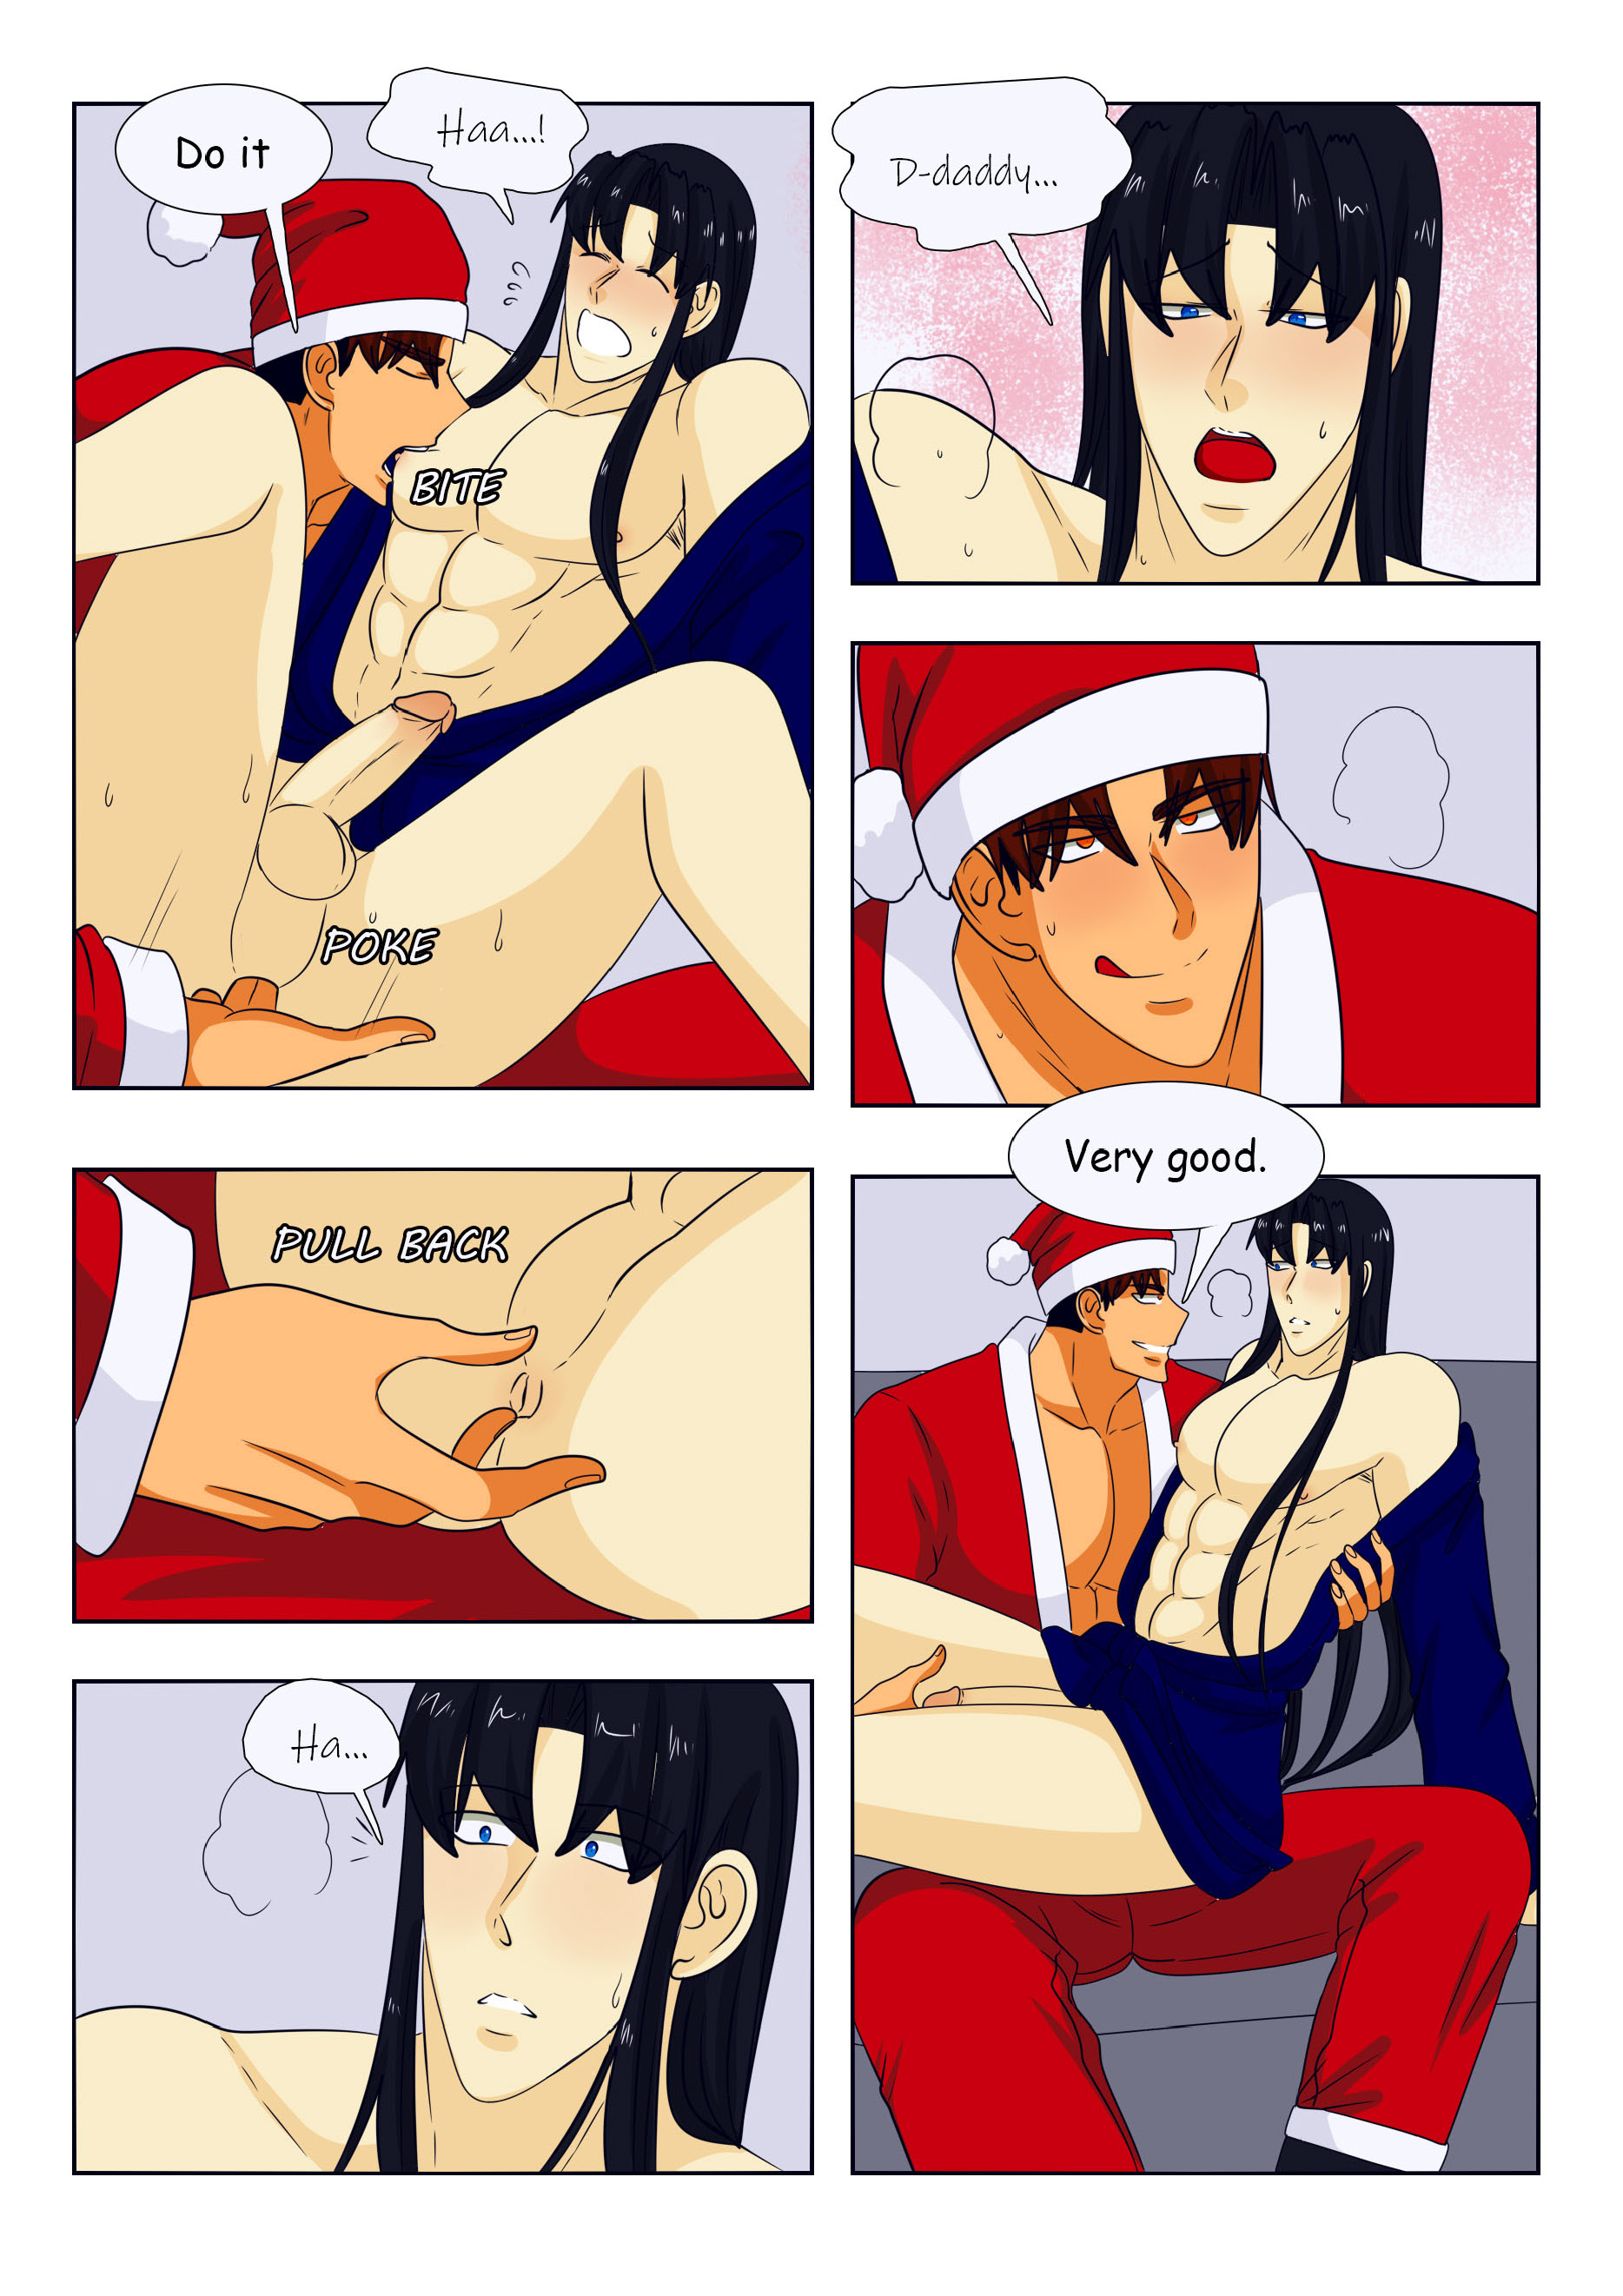 Do it
Haa...!
BITE
POKE
PULL BACK
Ha...
D-daddy...
Very good.